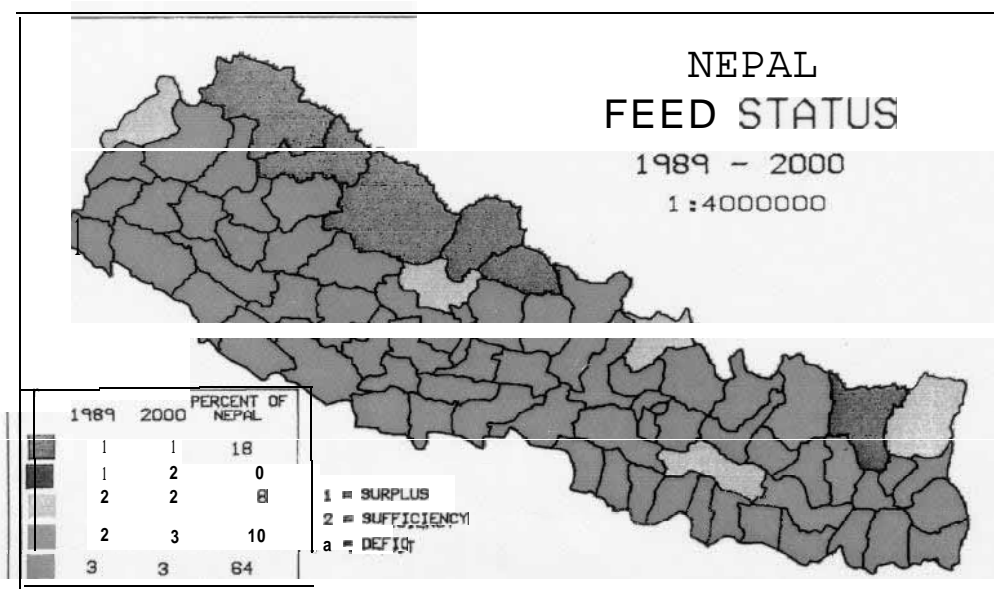 NEPAL
FEED STATUS
1989 - 2000
1:4000000
1989 2000 PERCENT OF NEPAL
1 1 18
1 2 0
2 2 8
2 3 10
3 3 64
1 = SURPLUS
2 = SUFFICIENCY
a = DEFICIT